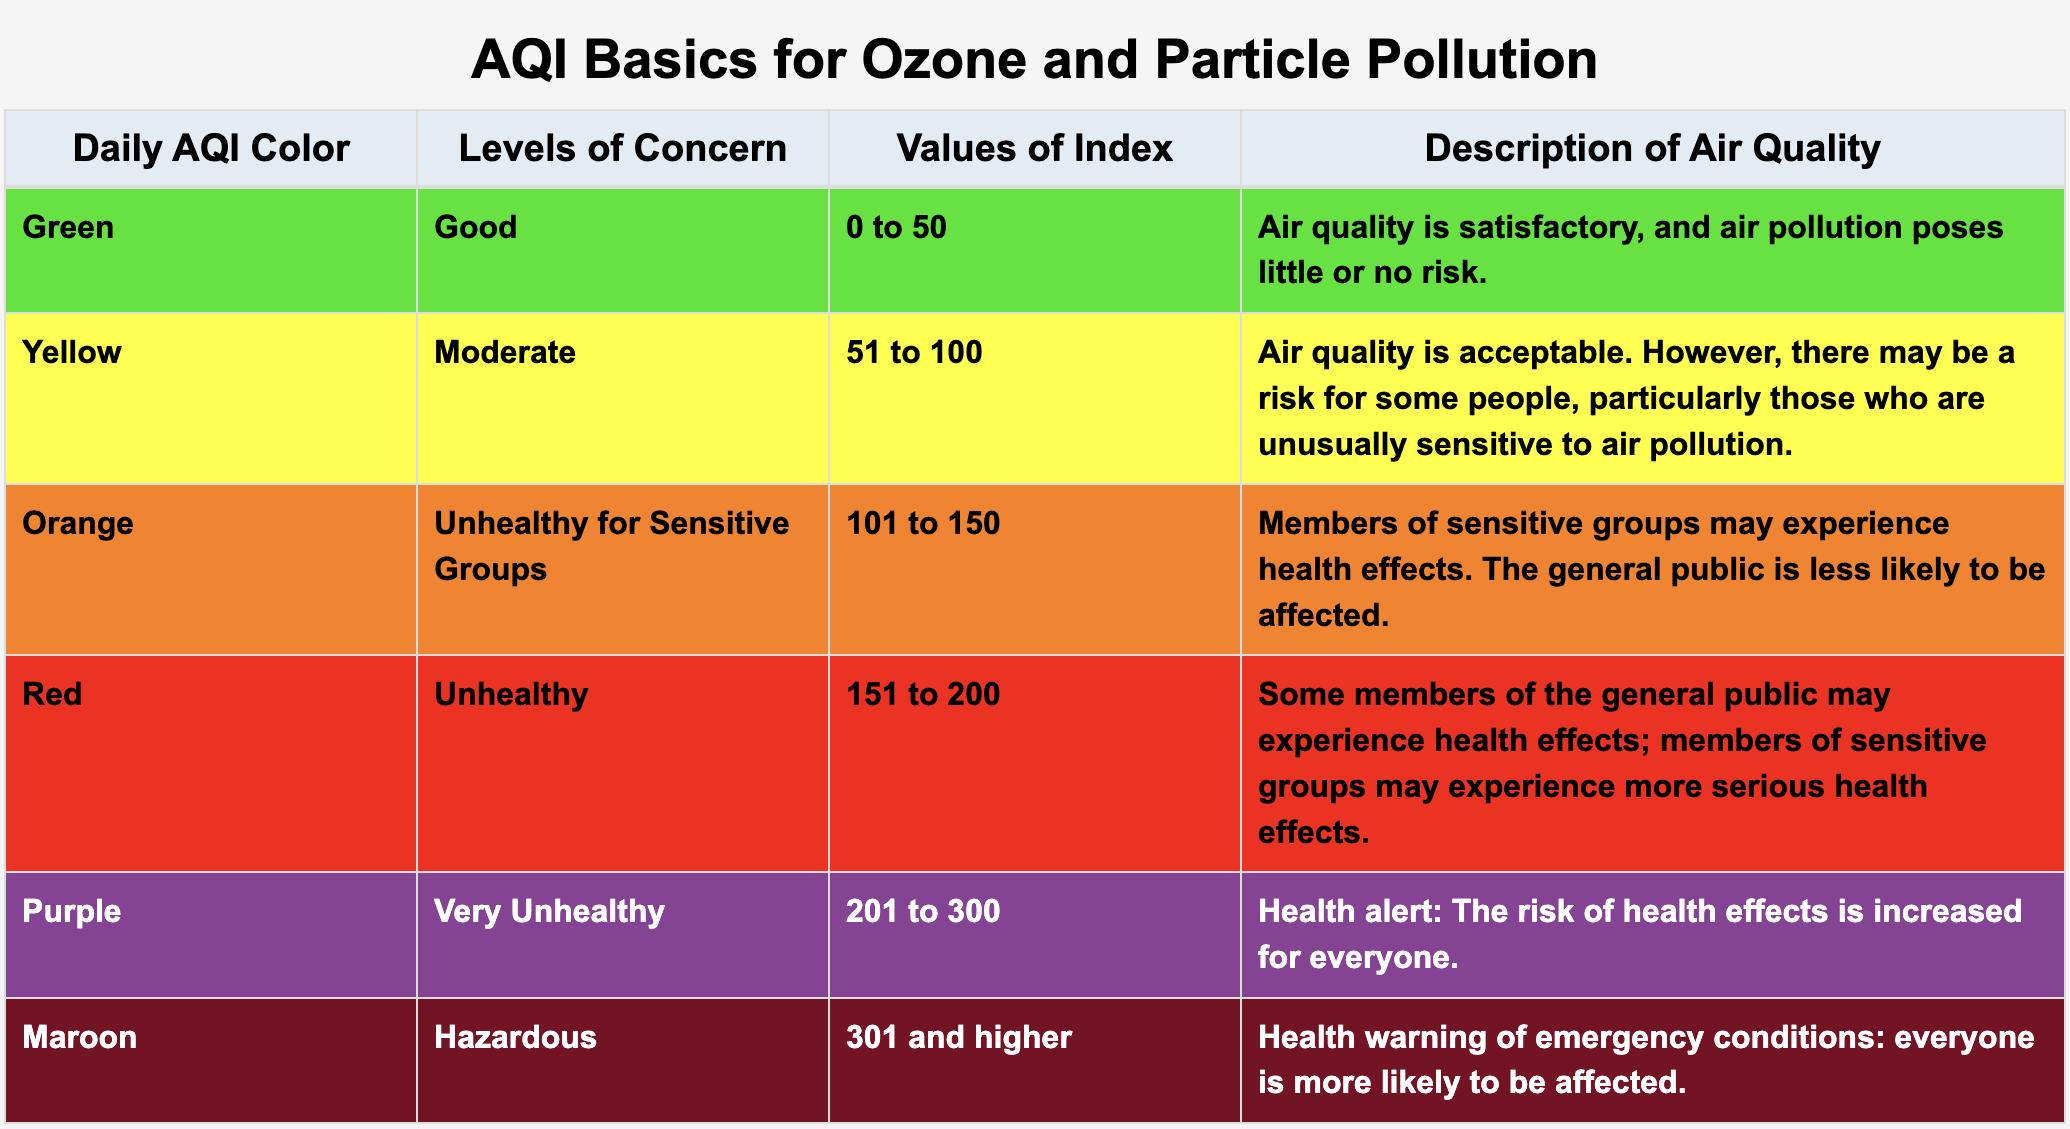 AQI Basics for Ozone and Particle Pollution
Daily AQI Color
Levels of Concern
Values of Index
Description of Air Quality
Green
Good
0 to 50
Air quality is satisfactory, and air pollution poses
little or no risk.
Yellow
Moderate
51 to 100
Air quality is acceptable. However, there may be a
risk for some people, particularly those who are
unusually sensitive to air pollution.
Orange
Unhealthy for Sensitive
Groups
101 to 150
Members of sensitive groups may experience
health effects. The general public is less likely to be
affected.
Red
Unhealthy
151 to 200
Some members of the general public may
experience health effects; members of sensitive
groups may experience more serious health
effects.
Purple
Very Unhealthy
201 to 300
Health alert: The risk of health effects is increased
for everyone.
Maroon
Hazardous
301 and higher
Health warning of emergency conditions: everyone
is more likely to be affected.